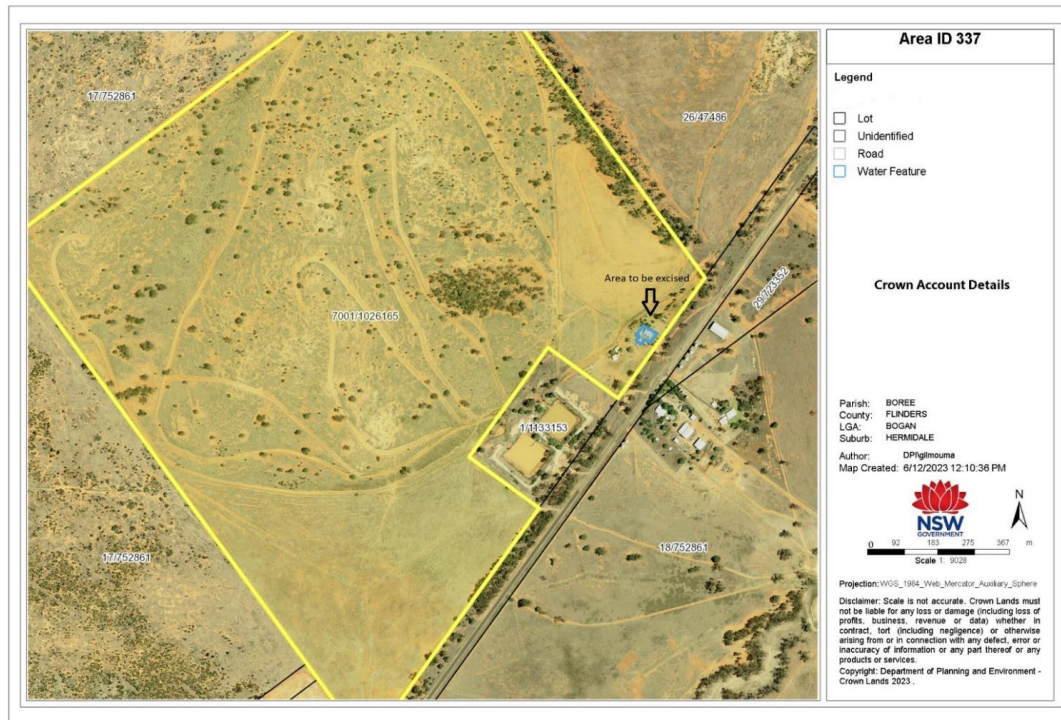 17/752861
26/47486
29/723352
Area to be excised
7001/1026165
1/1133153
17/752861
18/752861
Area ID 337
Legend
Lot
Unidentified
Road
Water Feature
Crown Account Details
Parish: BOREE
County: FLINDERS
LGA: BOGAN
Suburb: HERMIDALE
Author: DPI\gilmouma
Map Created: 6/12/2023 12:10:36 PM
NSW
GOVERNMENT
N
0 92 183 275 367 m
Scale 1: 9028
Projection: WGS_1984_Web_Mercator_Auxiliary_Sphere
Disclaimer: Scale is not accurate. Crown Lands must
not be liable for any loss or damage (including loss of
profits, business, revenue or data) whether in
contract, tort (including negligence) or otherwise
arising from or in connection with any defect, error or
inaccuracy of information or any part thereof or any
products or services.
Copyright: Department of Planning and Environment -
Crown Lands 2023 .